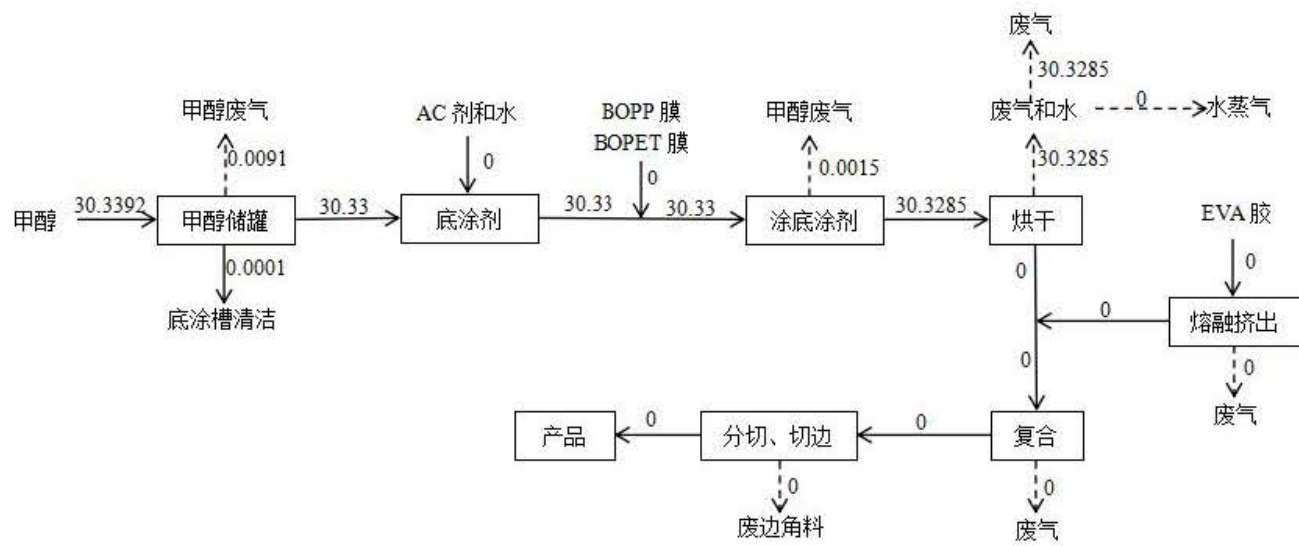 废气
30.3285
甲醇废气
AC 剂和水
BOPP 膜
BOPET 膜
甲醇废气
废气和水
0
水蒸气
0.0091
0
0
0.0015
30.3285
甲醇
30.3392
甲醇储罐
30.33
底涂剂
30.33
30.33
涂底涂剂
30.3285
烘干
EVA 胶
0.0001
0
0
底涂槽清洁
0
熔融挤出
0
0
废气
产品
0
分切、切边
0
复合
0
0
废边角料
废气